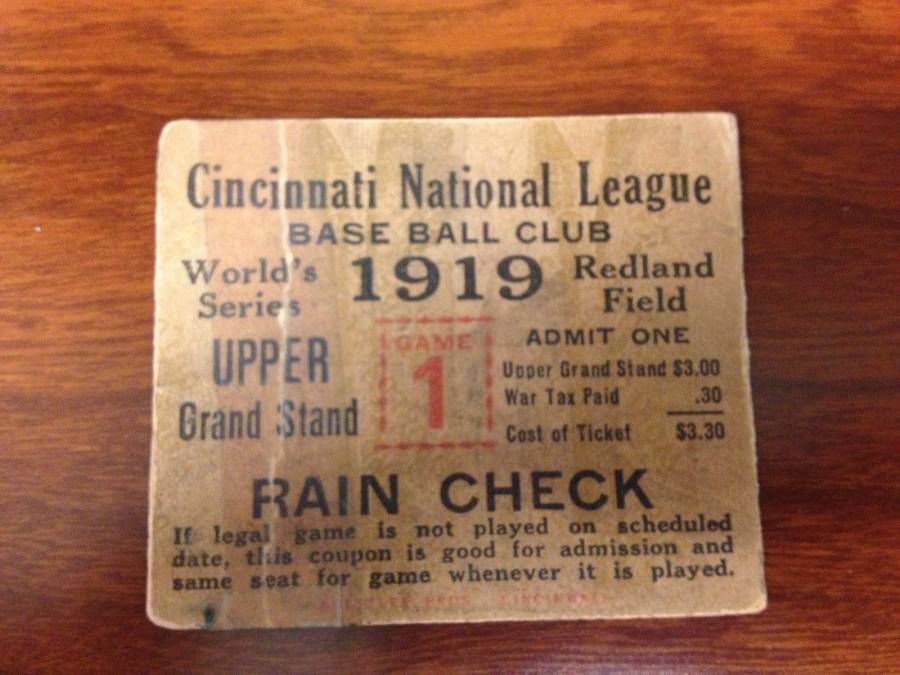 Cincinnati National League
BASE BALL CLUB
World's
Series
1919
Redland
Field
UPPER
Grand Stand
GAME
1
ADMIT ONE
Upper Grand Stand $3.00
War Tax Paid .30
Cost of Ticket $3.30
RAIN CHECK
If legal game is not played on scheduled
date, this coupon is good for admission and
same seat for game whenever it is played.